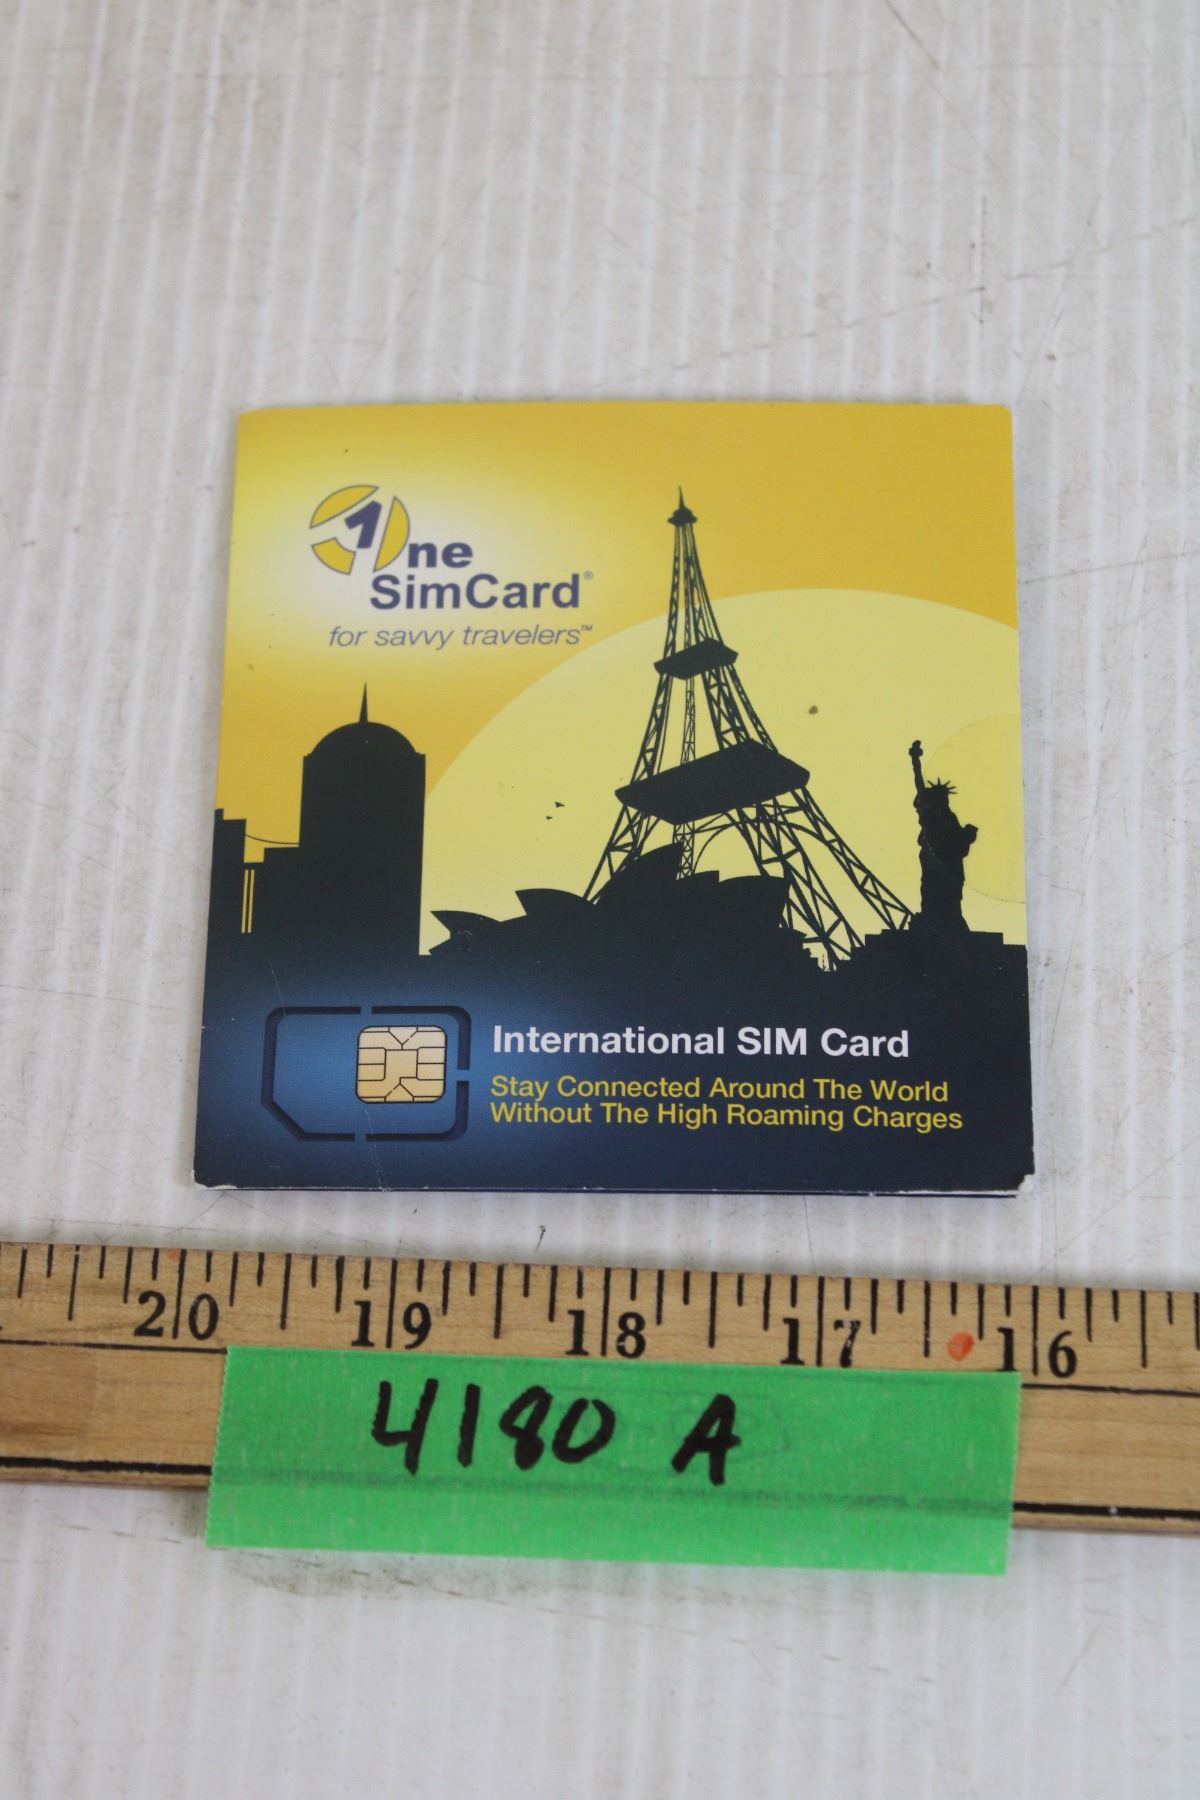 1ne
SimCard®
for savvy travelers™
International SIM Card
Stay Connected Around The World
Without The High Roaming Charges
20 19 18 17 16
4180 A